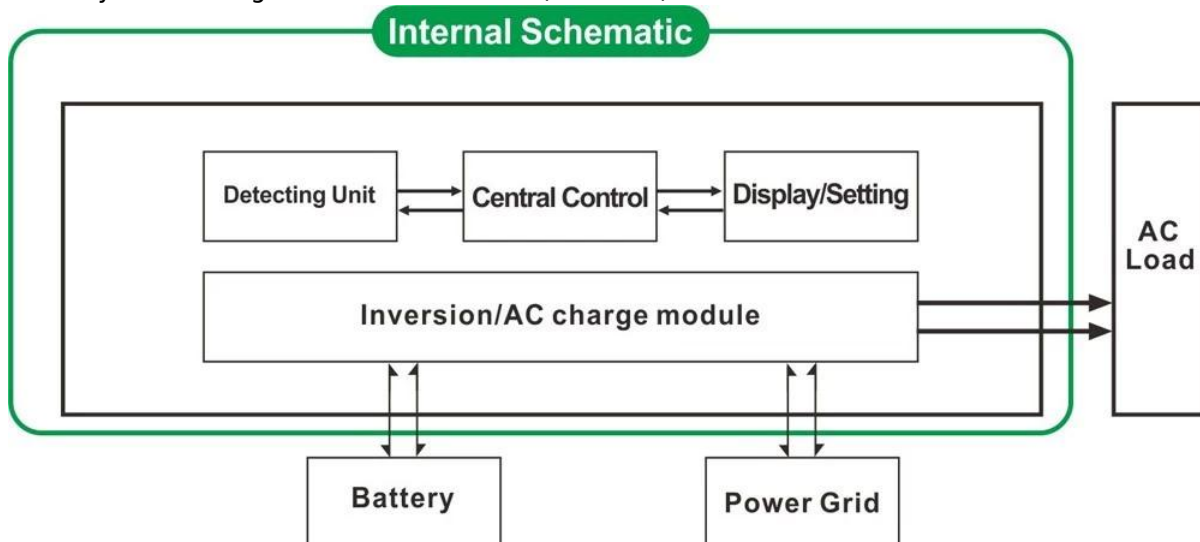 Internal Schematic
Detecting Unit
Central Control
Display/Setting
AC
Load
Inversion/AC charge module
Battery
Power Grid